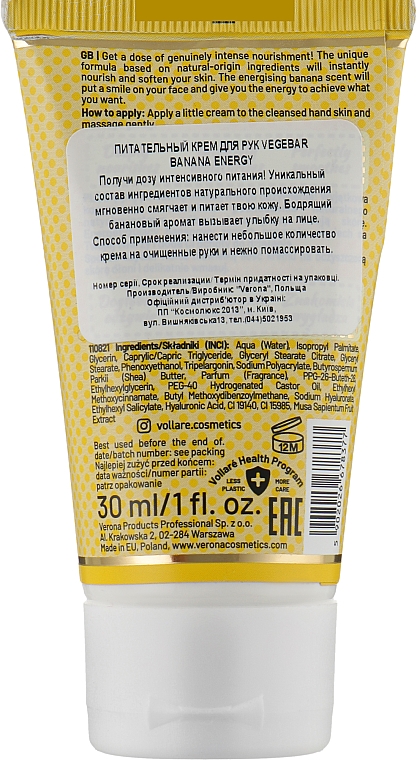 GB | Get a dose of genuinely intense nourishment! The unique
formula based on natural-origin ingredients will instantly
nourish and soften your skin. The energising banana scent will
put a smile on your face and give you the energy to achieve what
you want.
How to apply: Apply a little cream to the cleansed hand skin and
massage gently.
ПИТАТЕЛЬНЫЙ КРЕМ ДЛЯ РУК VEGEBAR
BANANA ENERGY
Получи дозу интенсивного питания! Уникальный
состав ингредиентов натурального происхождения
мгновенно смягчает и питает твою кожу. Бодрящий
банановый аромат вызывает улыбку на лице.
Способ применения: нанести небольшое количество
крема на очищенные руки и нежно помассировать.
Номер серії. Срок реализации/ Термін придатності на упаковці.
Производитель/Виробник "Verona", Польща
Офіційний дистриб'ютор в Україні:
ПП "Космолюкс 2013", м. Київ,
вул. Вишняківська13, тел.(044)5021953
110821 Ingredients/Składniki (INCI): Aqua (Water), Isopropyl Palmitate,
Glycerin, Caprylic/Capric Triglyceride, Glyceryl Stearate Citrate, Glyceryl
Stearate, Phenoxyethanol, Tripelargonin, Sodium Polyacrylate, Butyrospermum
Parkii (Shea) Butter, Parfum (Fragrance), PPG-26-Buteth-26,
Ethylhexylglycerin, PEG-40 Hydrogenated Castor Oil, Ethylhexyl
Methoxycinnamate, Butyl Methoxydibenzoylmethane, Sodium Hyaluronate,
Ethylhexyl Salicylate, Hyaluronic Acid, CI 19140, CI 15985, Musa Sapientum Fruit
Extract
vollare.cosmetics
Best used before the end of.
date/batch number: see packing
Najlepiej zużyć przed końcem:
data ważności/numer partii:
patrz opakowanie
12M
Vollaré Health Program
LESS
PLASTIC
MORE
CARE
30 ml/1 fl. oz.
EAC
Verona Products Professional Sp. z o.o.
Al. Krakowska 2, 02-284 Warszawa
Made in EU, Poland, www.veronacosmetics.com